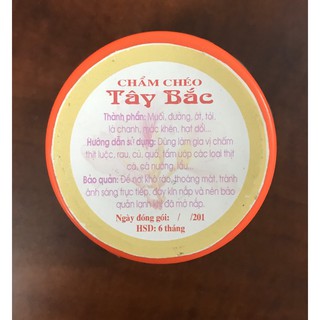 CHẨM CHÉO
Tây Bắc
Thành phần: Muối, đường, ớt, tỏi,
lá chanh, mắc khén, hạt dổi...
Hướng dẫn sử dụng: Dùng làm gia vị chấm
thịt luộc, rau, củ, quả, tẩm ướp các loại thịt
cá, cá nướng, lẩu...
Bảo quản: Để nơi khô ráo, thoáng mát, tránh
ánh sáng trực tiếp, đậy kín nắp và nên bảo
quản lạnh khi đã mở nắp.
Ngày đóng gói: / /201
HSD: 6 tháng